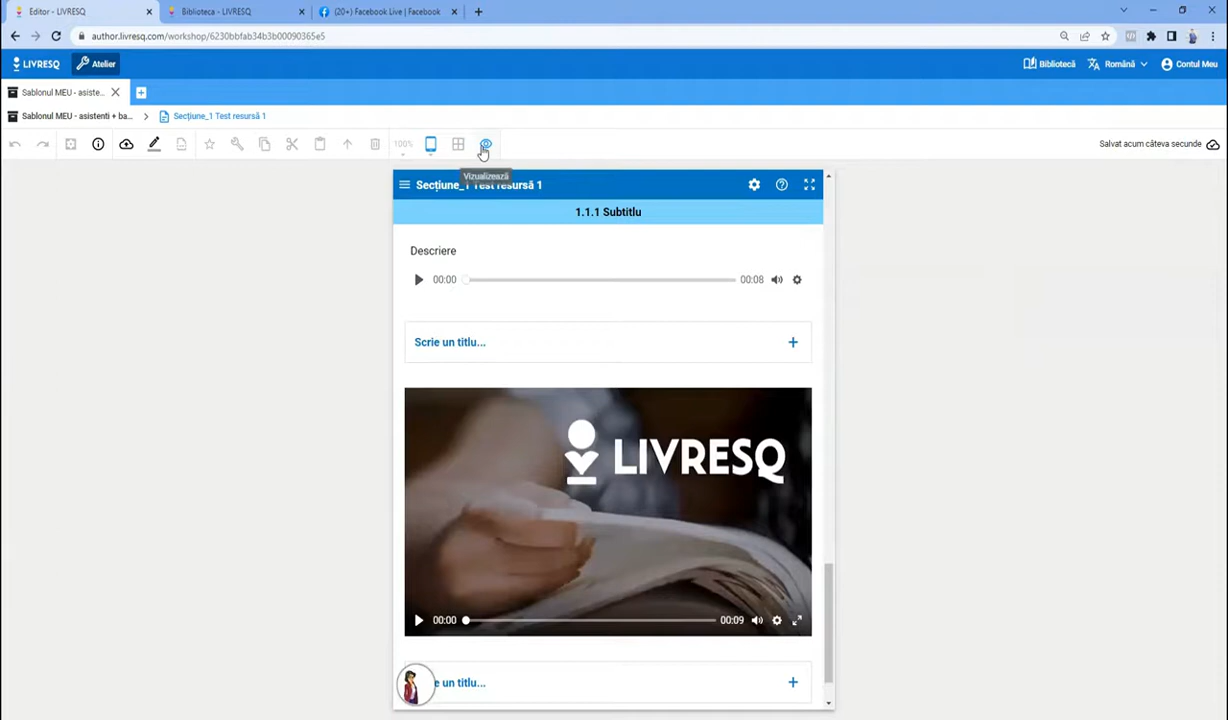 Editor - LIVRESQ
Biblioteca - LIVRESQ
(20+) Facebook Live | Facebook
author.livresq.com/workshop/6230bbfab34b3b00090365e5
LIVRESQ
Atelier
Bibliotecă
Română
Contul Meu
Sablonul MEU - asiste...
Sablonul MEU - asistenti + ba...
Secțiune_1 Test resursă 1
100%
Salvat acum câteva secunde
Vizualizează
Secțiune_1 Test resursă 1
1.1.1 Subtitlu
Descriere
00:00
00:08
Scrie un titlu...
LIVRESQ
00:00
00:09
e un titlu...